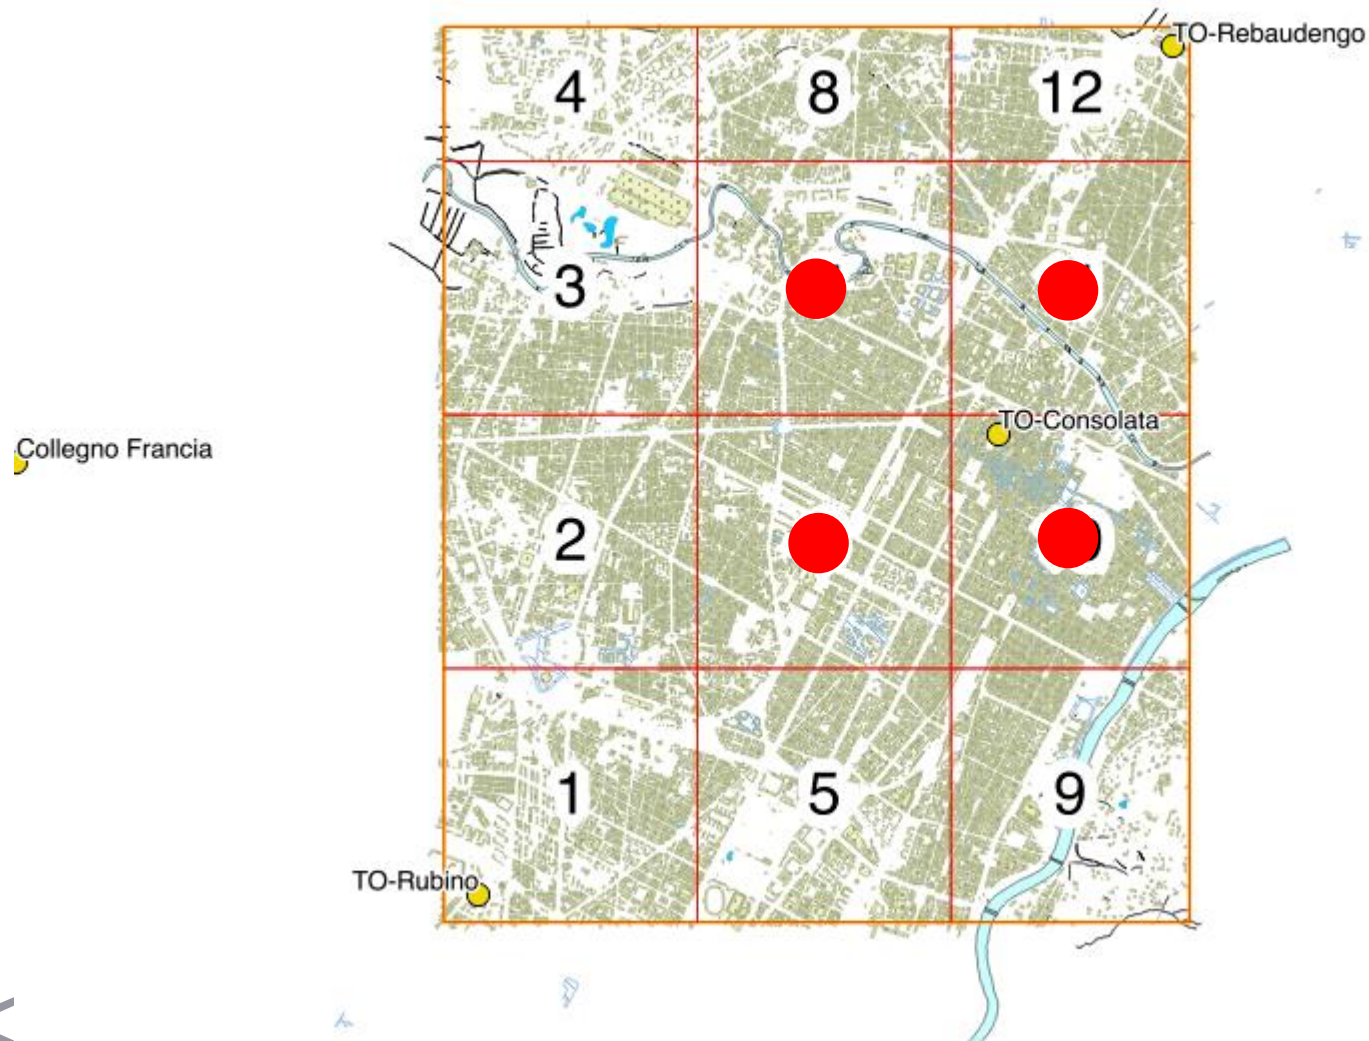 TO-Rebaudengo
4 8 12
3
TO-Consolata
Collegno Francia
2
1 5 9
TO-Rubino